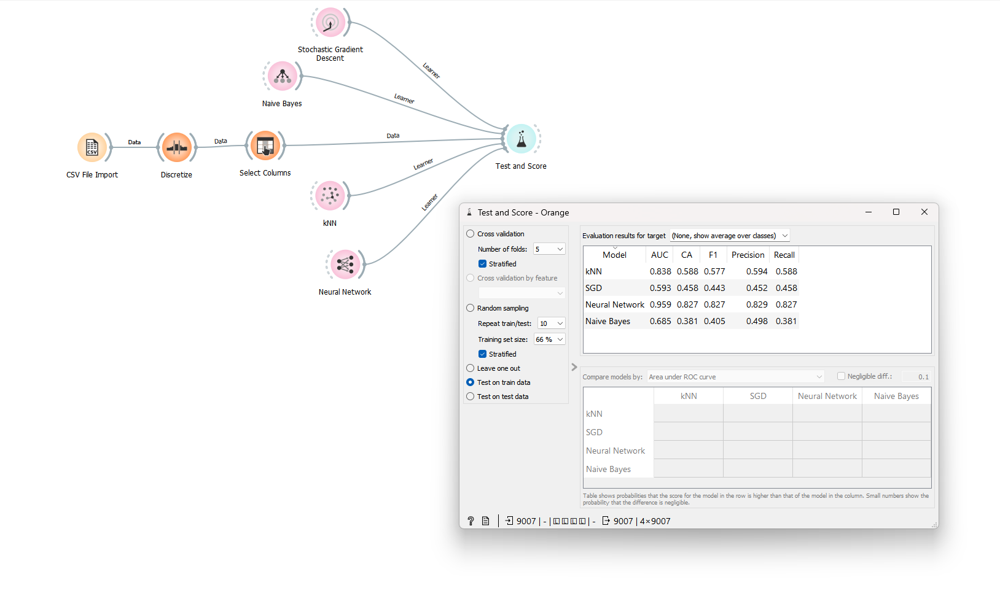 Stochastic Gradient
Descent
Learner
Naive Bayes
Learner
CSV
CSV File Import
Data
Discretize
Data
Select Columns
Data
Test and Score
Learner
kNN
Learner
Neural Network
Test and Score - Orange
Cross validation
Number of folds: 5
Stratified
Cross validation by feature
Random sampling
Repeat train/test: 10
Training set size: 66 %
Stratified
Leave one out
Test on train data
Test on test data
Evaluation results for target (None, show average over classes)
Model AUC CA F1 Precision Recall
kNN 0.838 0.588 0.577 0.594 0.588
SGD 0.593 0.458 0.443 0.452 0.458
Neural Network 0.959 0.827 0.827 0.829 0.827
Naive Bayes 0.685 0.381 0.405 0.498 0.381
Compare models by: Area under ROC curve Negligible diff.: 0.1
kNN SGD Neural Network Naive Bayes
kNN
SGD
Neural Network
Naive Bayes
Table shows probabilities that the score for the model in the row is higher than that of the model in the column. Small numbers show the
probability that the difference is negligible.
? 9007 | - | | - 9007 | 4×9007